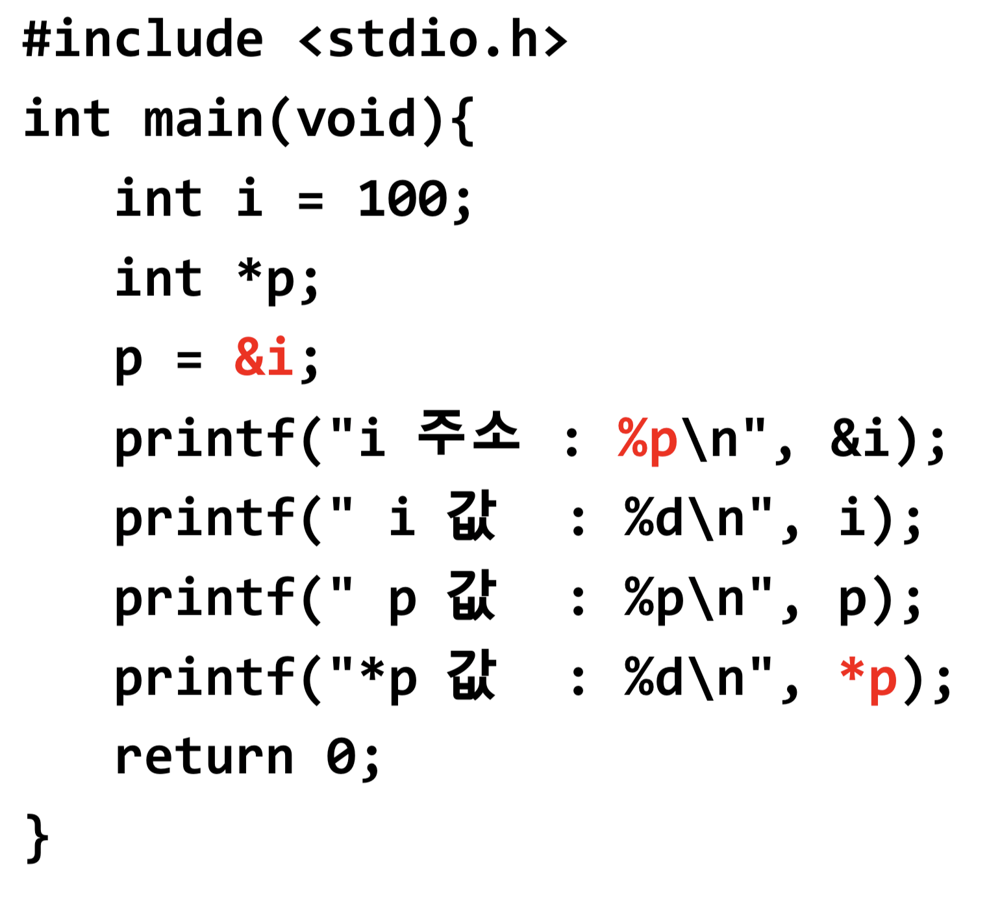 #include <stdio.h>
int main(void){
   int i = 100;
   int *p;
   p = &i;
   printf("i 주소 : %p\n", &i);
   printf(" i 값  : %d\n", i);
   printf(" p 값  : %p\n", p);
   printf("*p 값  : %d\n", *p);
   return 0;
}